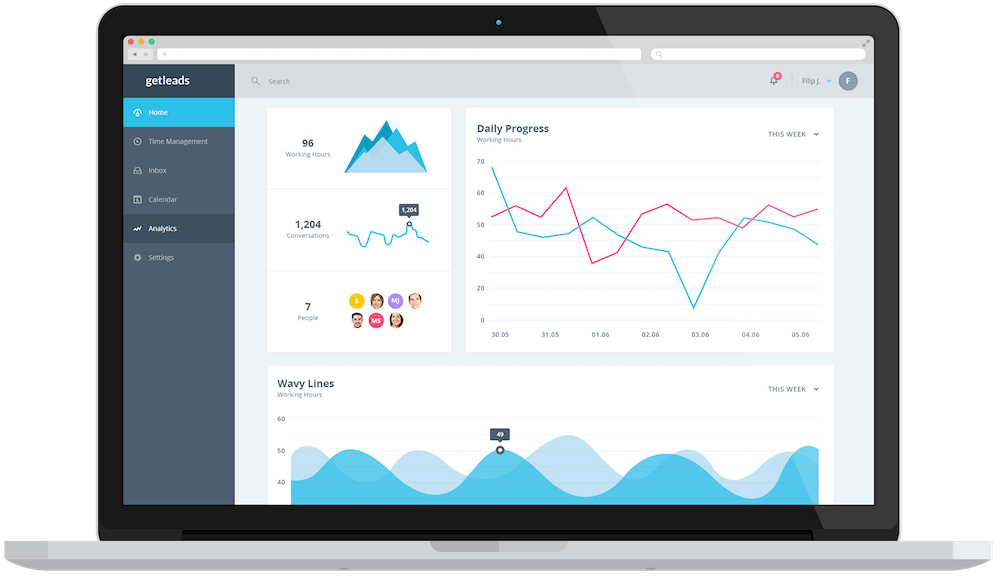 getleads
Search
8
Filip J.
F
Home
Time Management
Inbox
Calendar
Analytics
Settings
96
Working Hours
1,204
Conversations
1,204
7
People
S
MJ
MS
Daily Progress
Working Hours
THIS WEEK
70
60
50
40
20
0
30.05 31.05 01.06 02.06 03.06 04.06 05.06
Wavy Lines
Working Hours
THIS WEEK
60
50
40
49